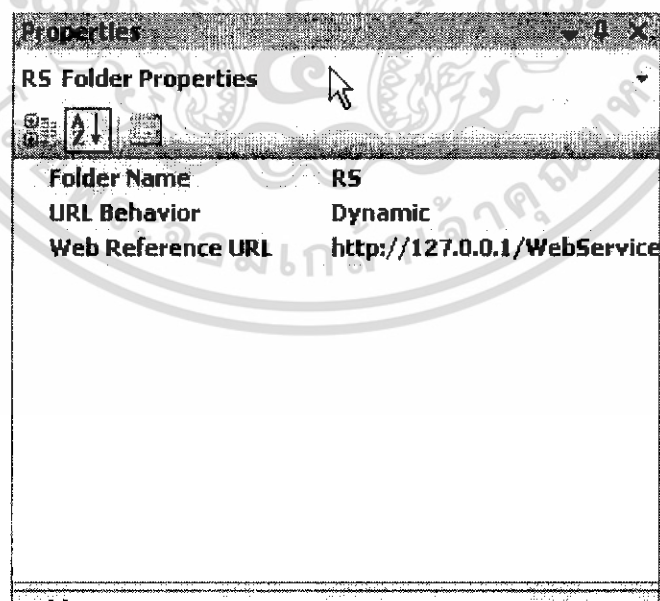 Properties
RS Folder Properties
Folder Name RS
URL Behavior Dynamic
Web Reference URL http://127.0.0.1/WebService